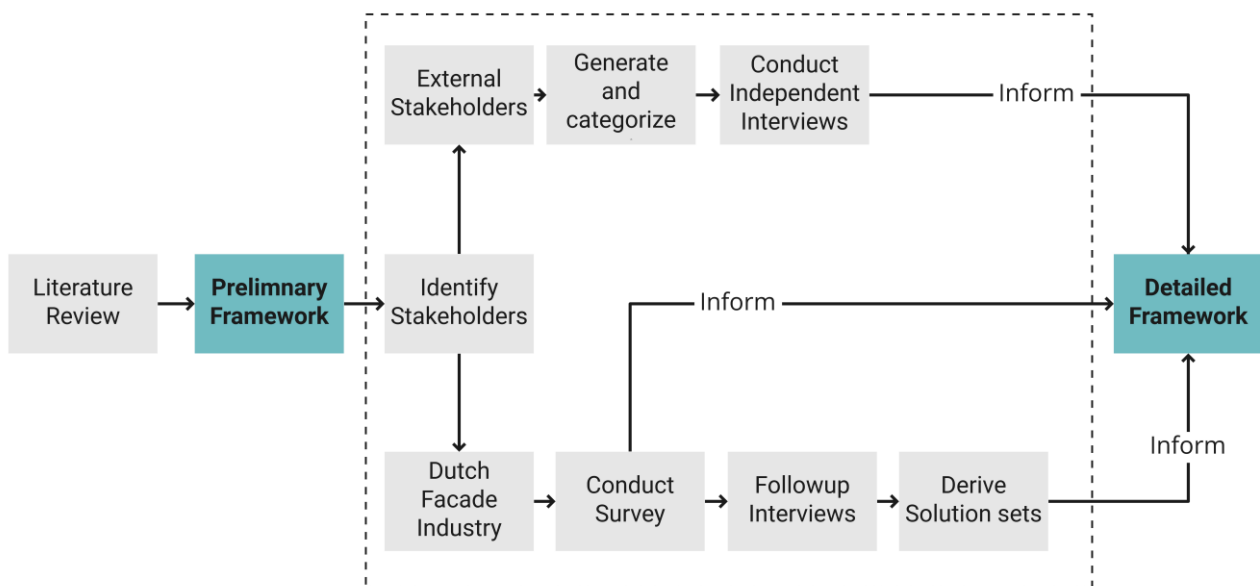 External
Stakeholders
Generate
and
categorize
Conduct
Independent
Interviews
Inform
Literature
Review
Prelimnary
Framework
Identify
Stakeholders
Inform
Detailed
Framework
Dutch
Facade
Industry
Conduct
Survey
Followup
Interviews
Derive
Solution sets
Inform